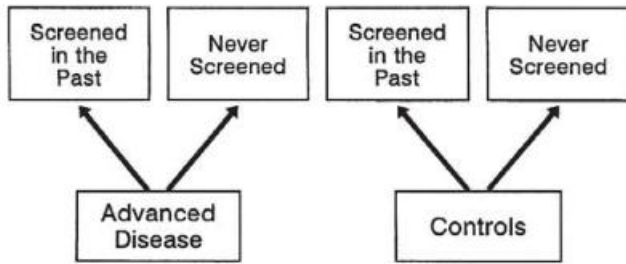 Screened
in the
Past
Never
Screened
Screened
in the
Past
Never
Screened
Advanced
Disease
Controls